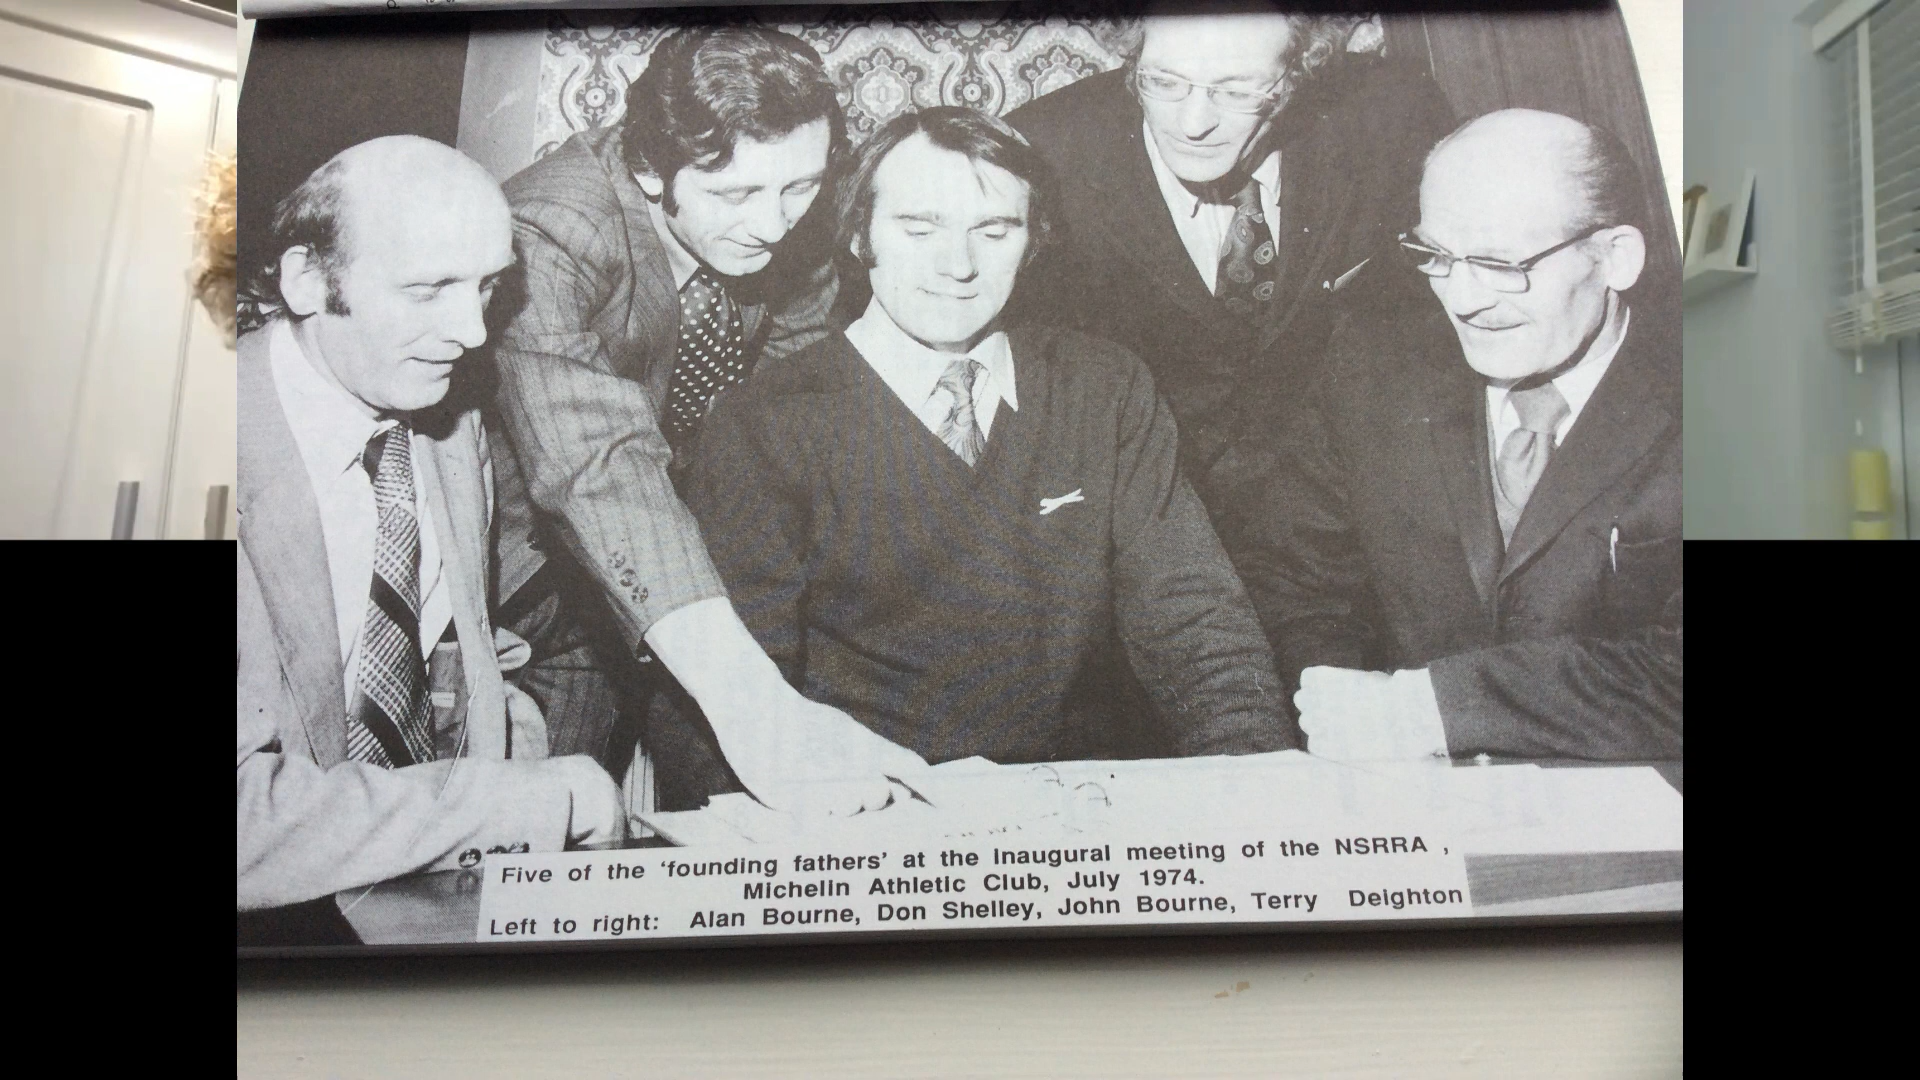 Five of the ‘founding fathers’ at the Inaugural meeting of the NSRRA ,
Michelin Athletic Club, July 1974.
Left to right: Alan Bourne, Don Shelley, John Bourne, Terry Deighton